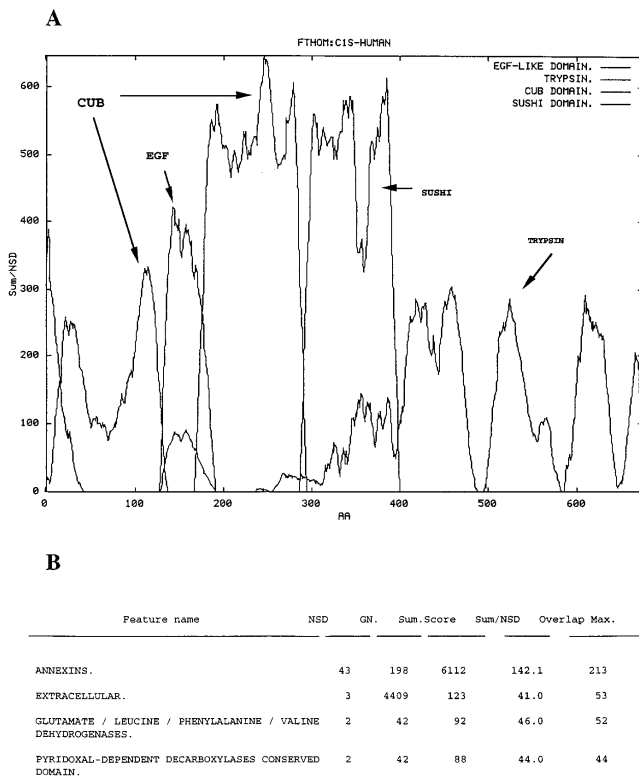 A
FTHOM:C1S-HUMAN
EGF-LIKE DOMAIN.
TRYPSIN.
CUB DOMAIN.
SUSHI DOMAIN.
CUB
EGF
SUSHI
TRYPSIN
Sum/NSD
600
500
400
300
200
100
0
0 100 200 300 400 500 600
AA
B
Feature name NSD GN. Sum.Score Sum/NSD Overlap Max.
ANNEXINS. 43 198 6112 142.1 213
EXTRACELLULAR. 3 4409 123 41.0 53
GLUTAMATE / LEUCINE / PHENYLALANINE / VALINE 2 42 92 46.0 52
DEHYDROGENASES.
PYRIDOXAL-DEPENDENT DECARBOXYLASES CONSERVED 2 42 88 44.0 44
DOMAIN.